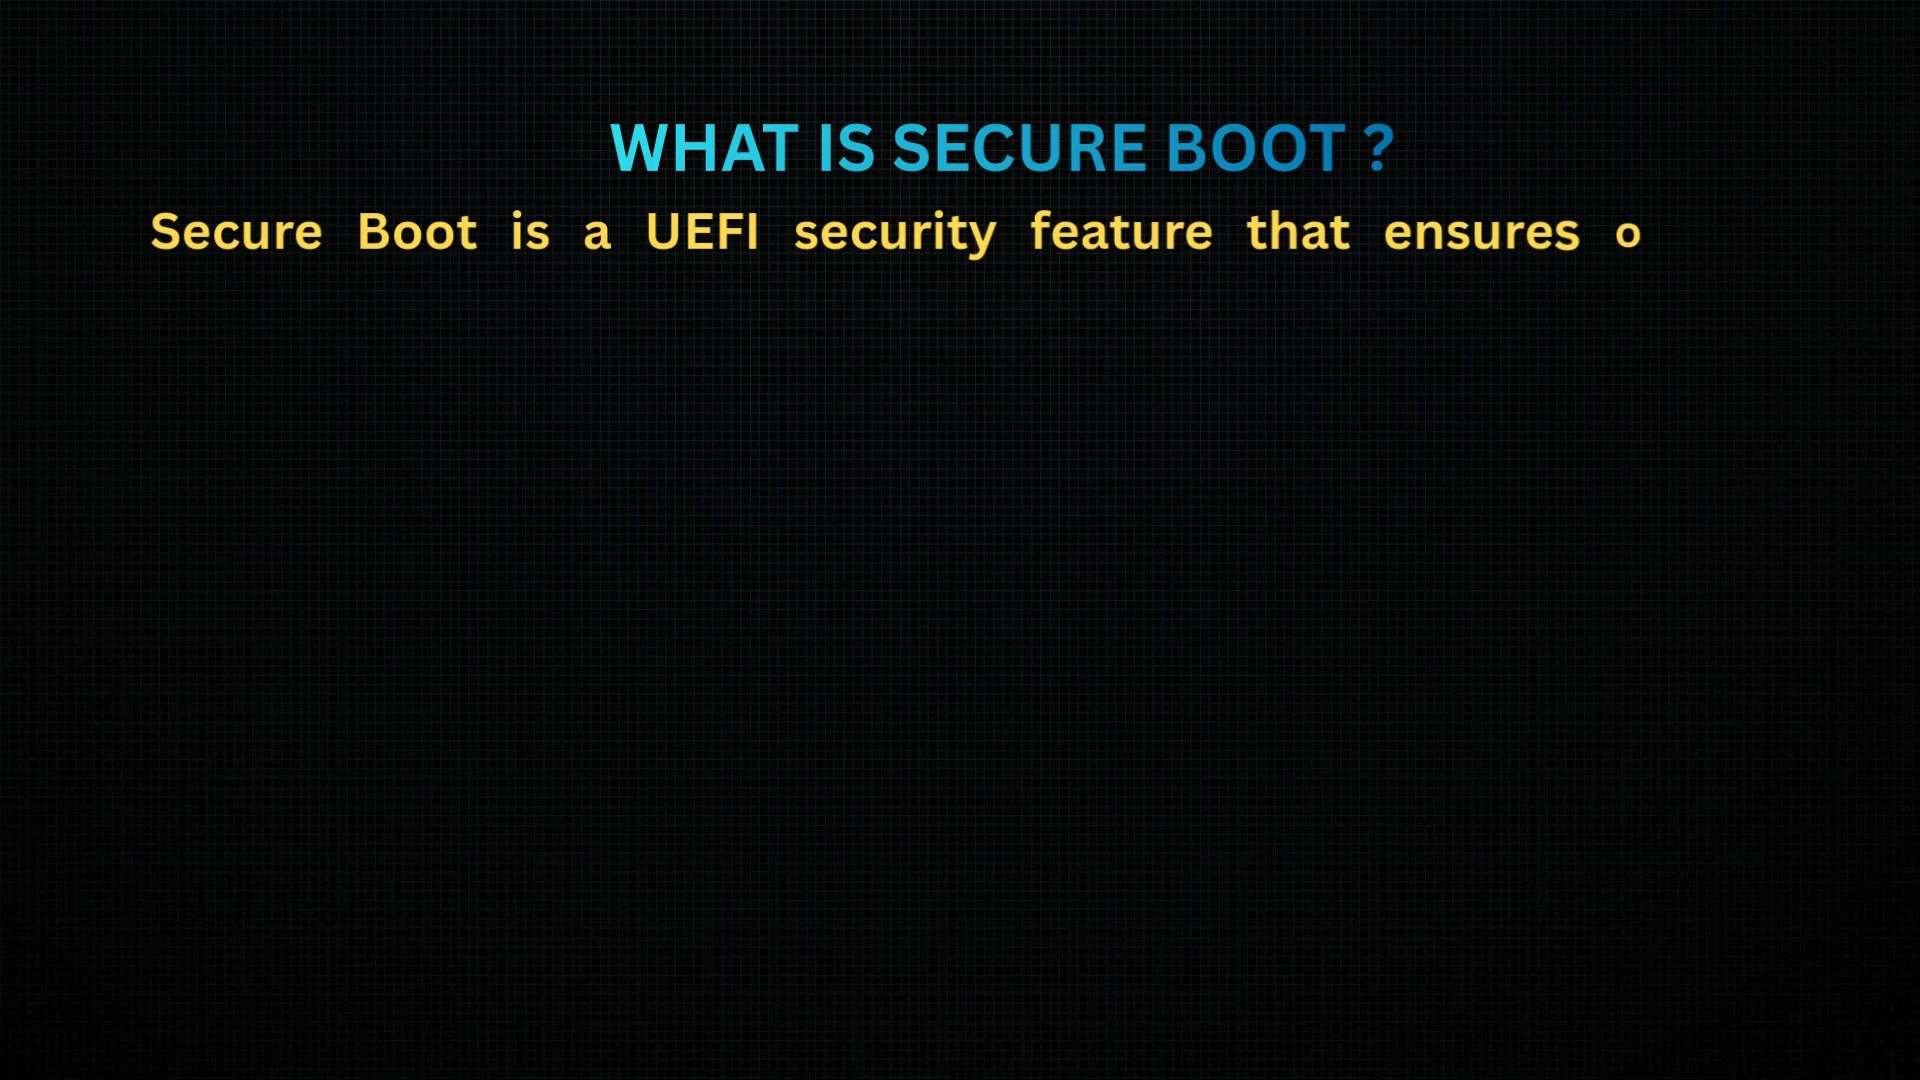 WHAT IS SECURE BOOT ?
Secure Boot is a UEFI security feature that ensures o